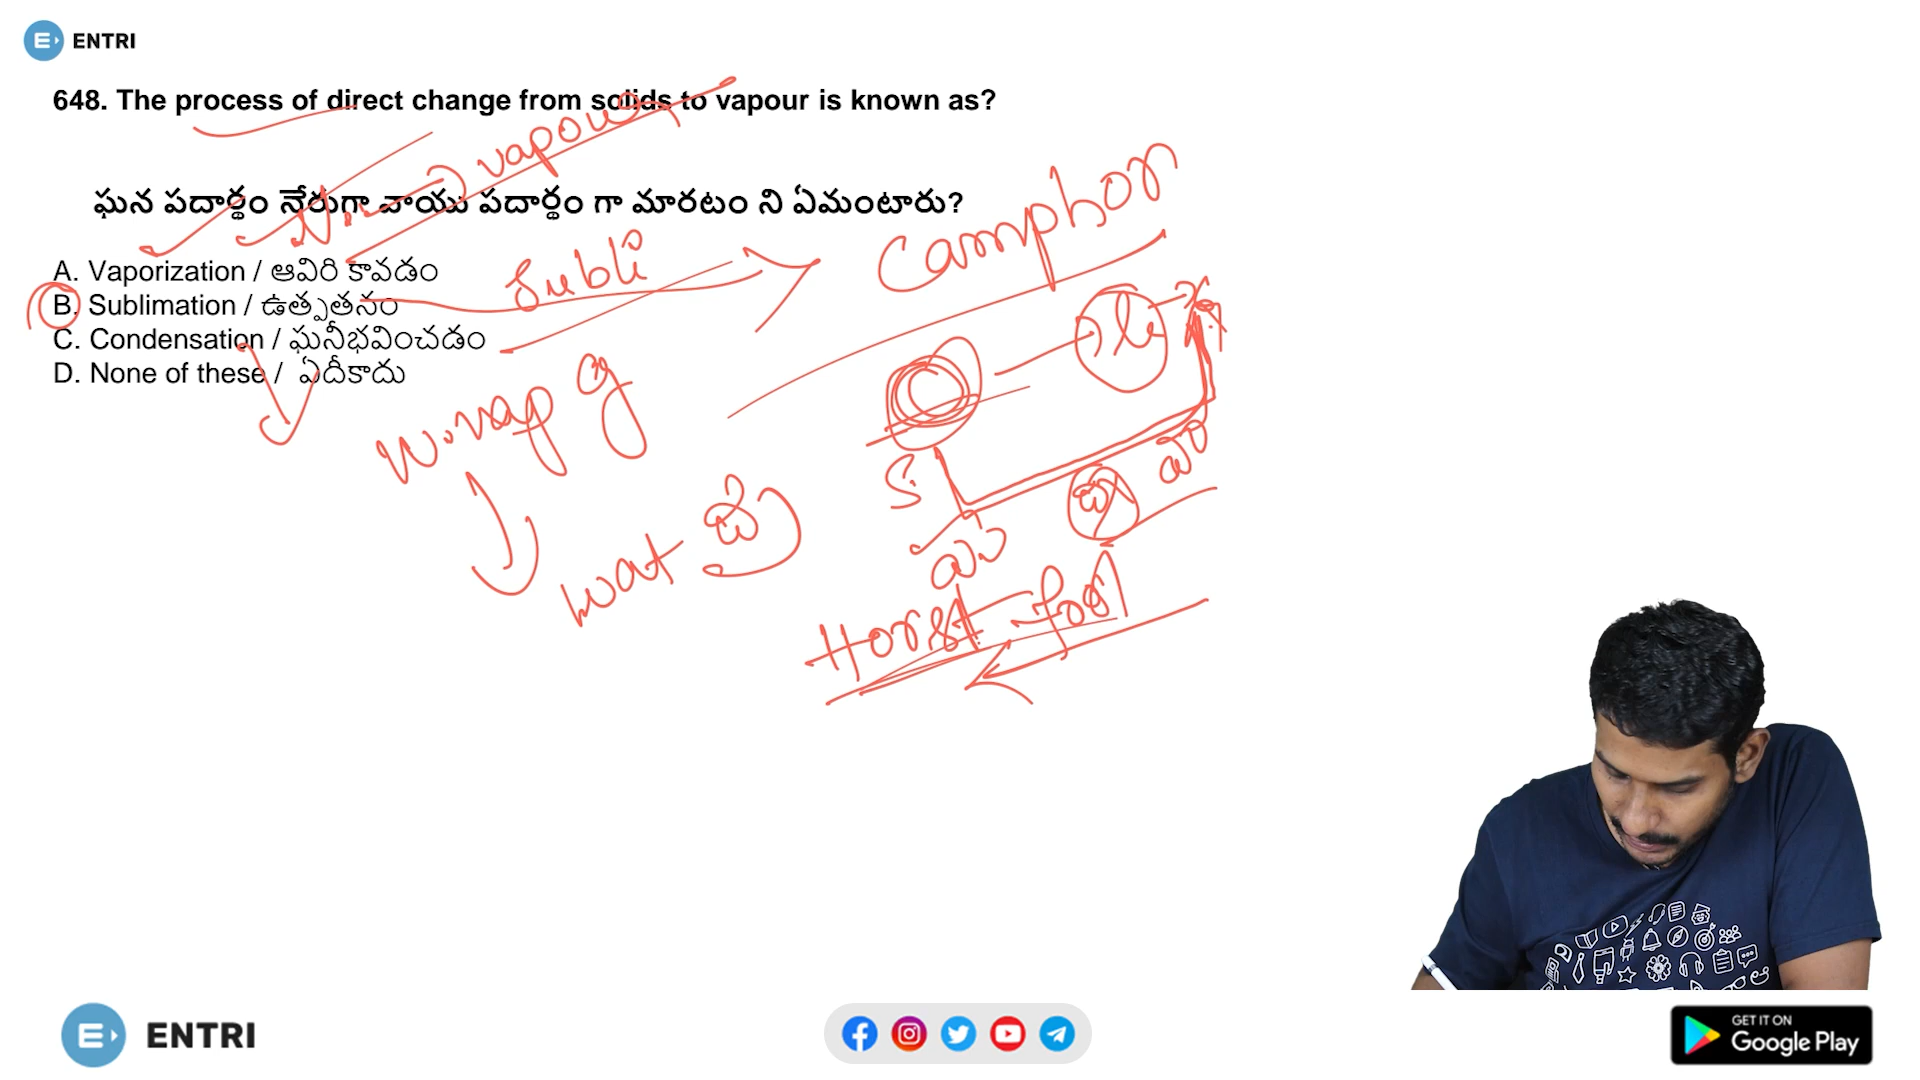 ENTRI
648. The process of direct change from solids to vapour is known as?
ఘన పదార్థం నేరుగా వాయు పదార్థం గా మారటం ని ఏమంటారు?
A. Vaporization / ఆవిరి కావడం
B. Sublimation / ఉత్పతనం
C. Condensation / ఘనీభవించడం
D. None of these / ఏదీకాదు
vapour
Subli
Camphor
w.vap
wat
S
ENTRI
GET IT ON
Google Play